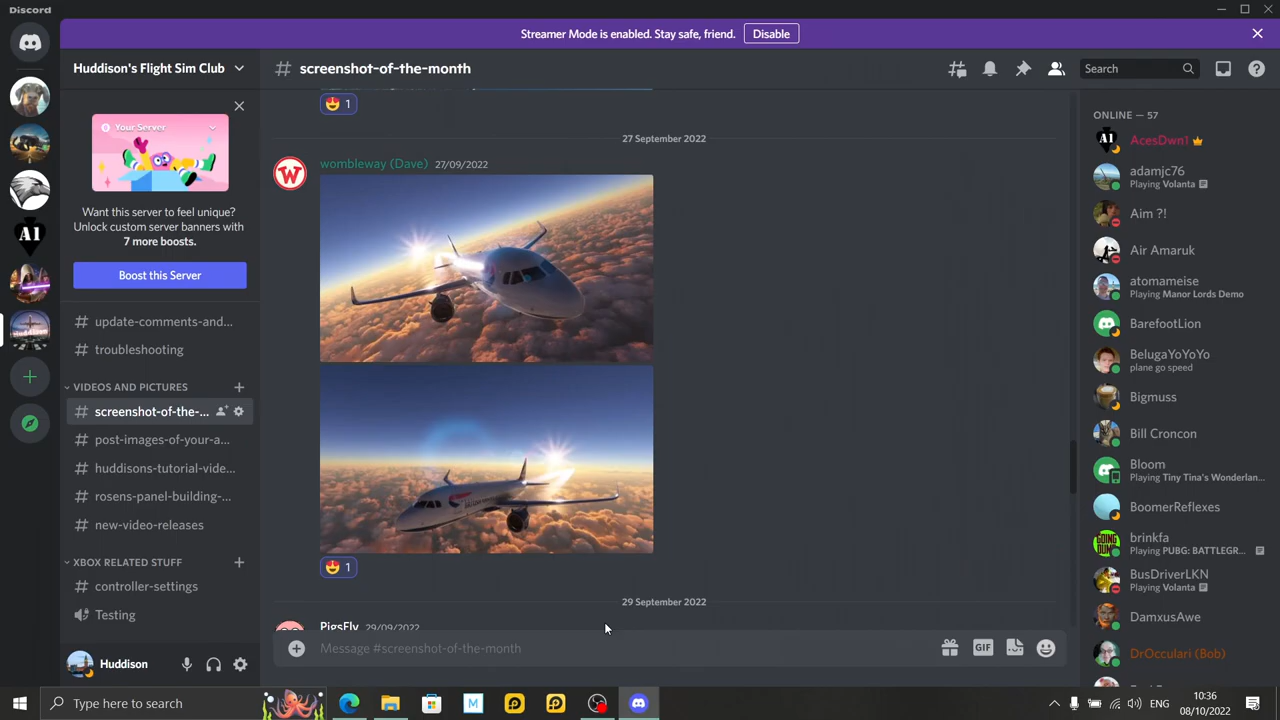 Discord
Streamer Mode is enabled. Stay safe, friend.
Disable
Huddison's Flight Sim Club
# screenshot-of-the-month
Search
Your Server
Want this server to feel unique?
Unlock custom server banners with
7 more boosts.
Boost this Server
# update-comments-and...
# troubleshooting
VIDEOS AND PICTURES
# screenshot-of-the-...
# post-images-of-your-a...
# huddisons-tutorial-vide...
# rosens-panel-building-...
# new-video-releases
XBOX RELATED STUFF
# controller-settings
Testing
Huddison
1
27 September 2022
wombleway (Dave) 27/09/2022
1
29 September 2022
PigsFly 29/09/2022
Message #screenshot-of-the-month
GIF
ONLINE — 57
AcesDwn1
adamjc76
Playing Volanta
Aim ?!
Air Amaruk
atomameise
Playing Manor Lords Demo
BarefootLion
BelugaYoYoYo
plane go speed
Bigmuss
Bill Croncon
Bloom
Playing Tiny Tina's Wonderlan...
BoomerReflexes
brinkfa
Playing PUBG: BATTLEGR...
BusDriverLKN
Playing Volanta
DamxusAwe
DrOcculari (Bob)
Type here to search
ENG
10:36
08/10/2022